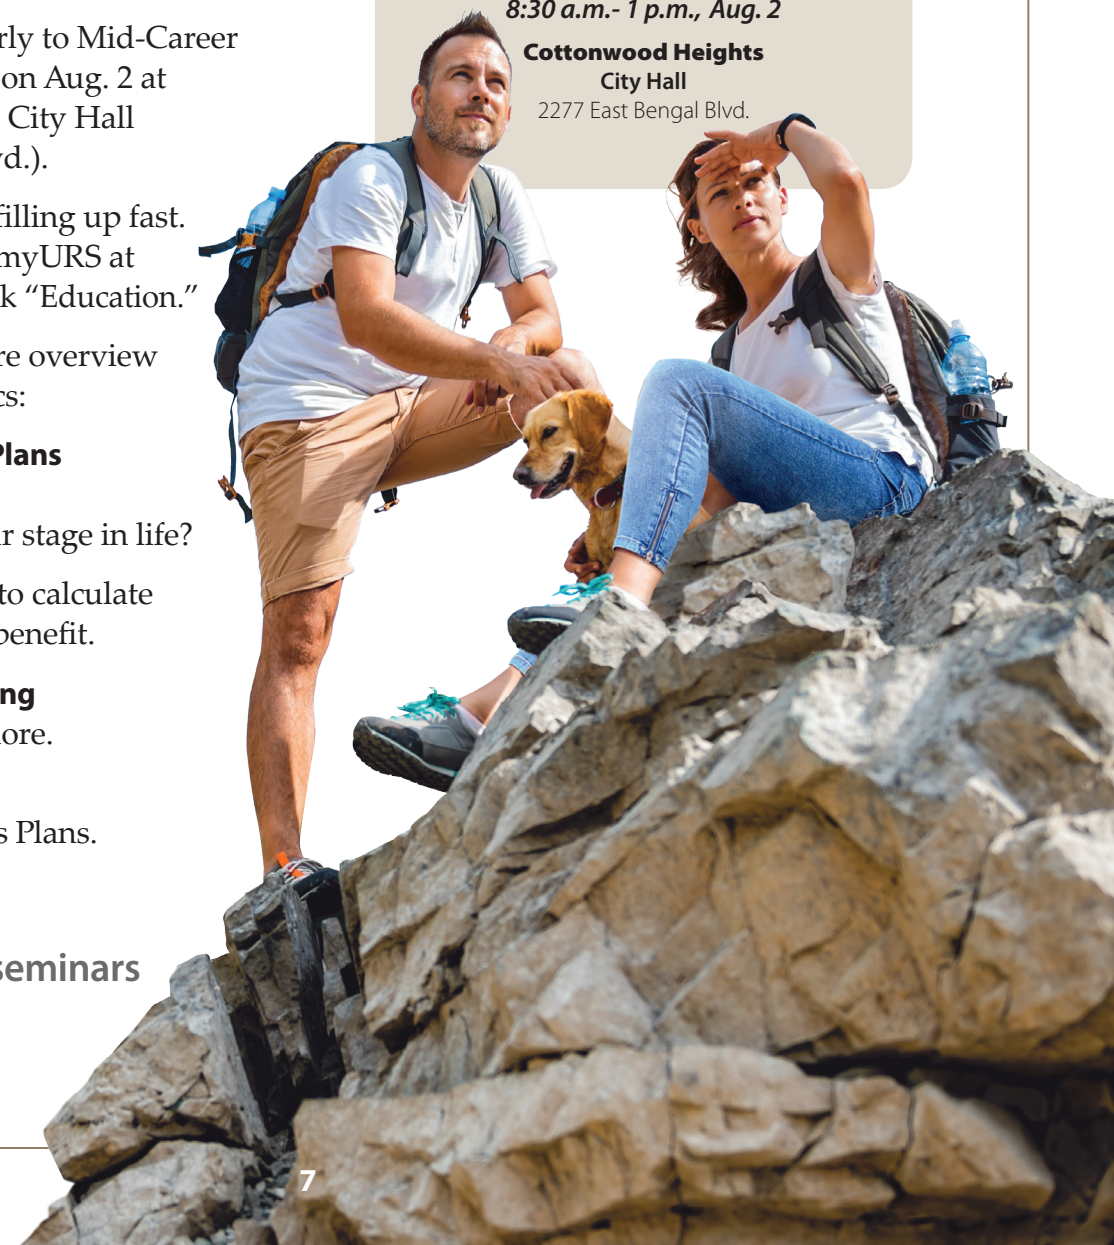 rly to Mid-Career
on Aug. 2 at
City Hall
d.).
filling up fast.
myURS at
k “Education.”
re overview
cs:
Plans
r stage in life?
to calculate
benefit.
ng
ore.
s Plans.
seminars
8:30 a.m.- 1 p.m., Aug. 2
Cottonwood Heights
City Hall
2277 East Bengal Blvd.
7